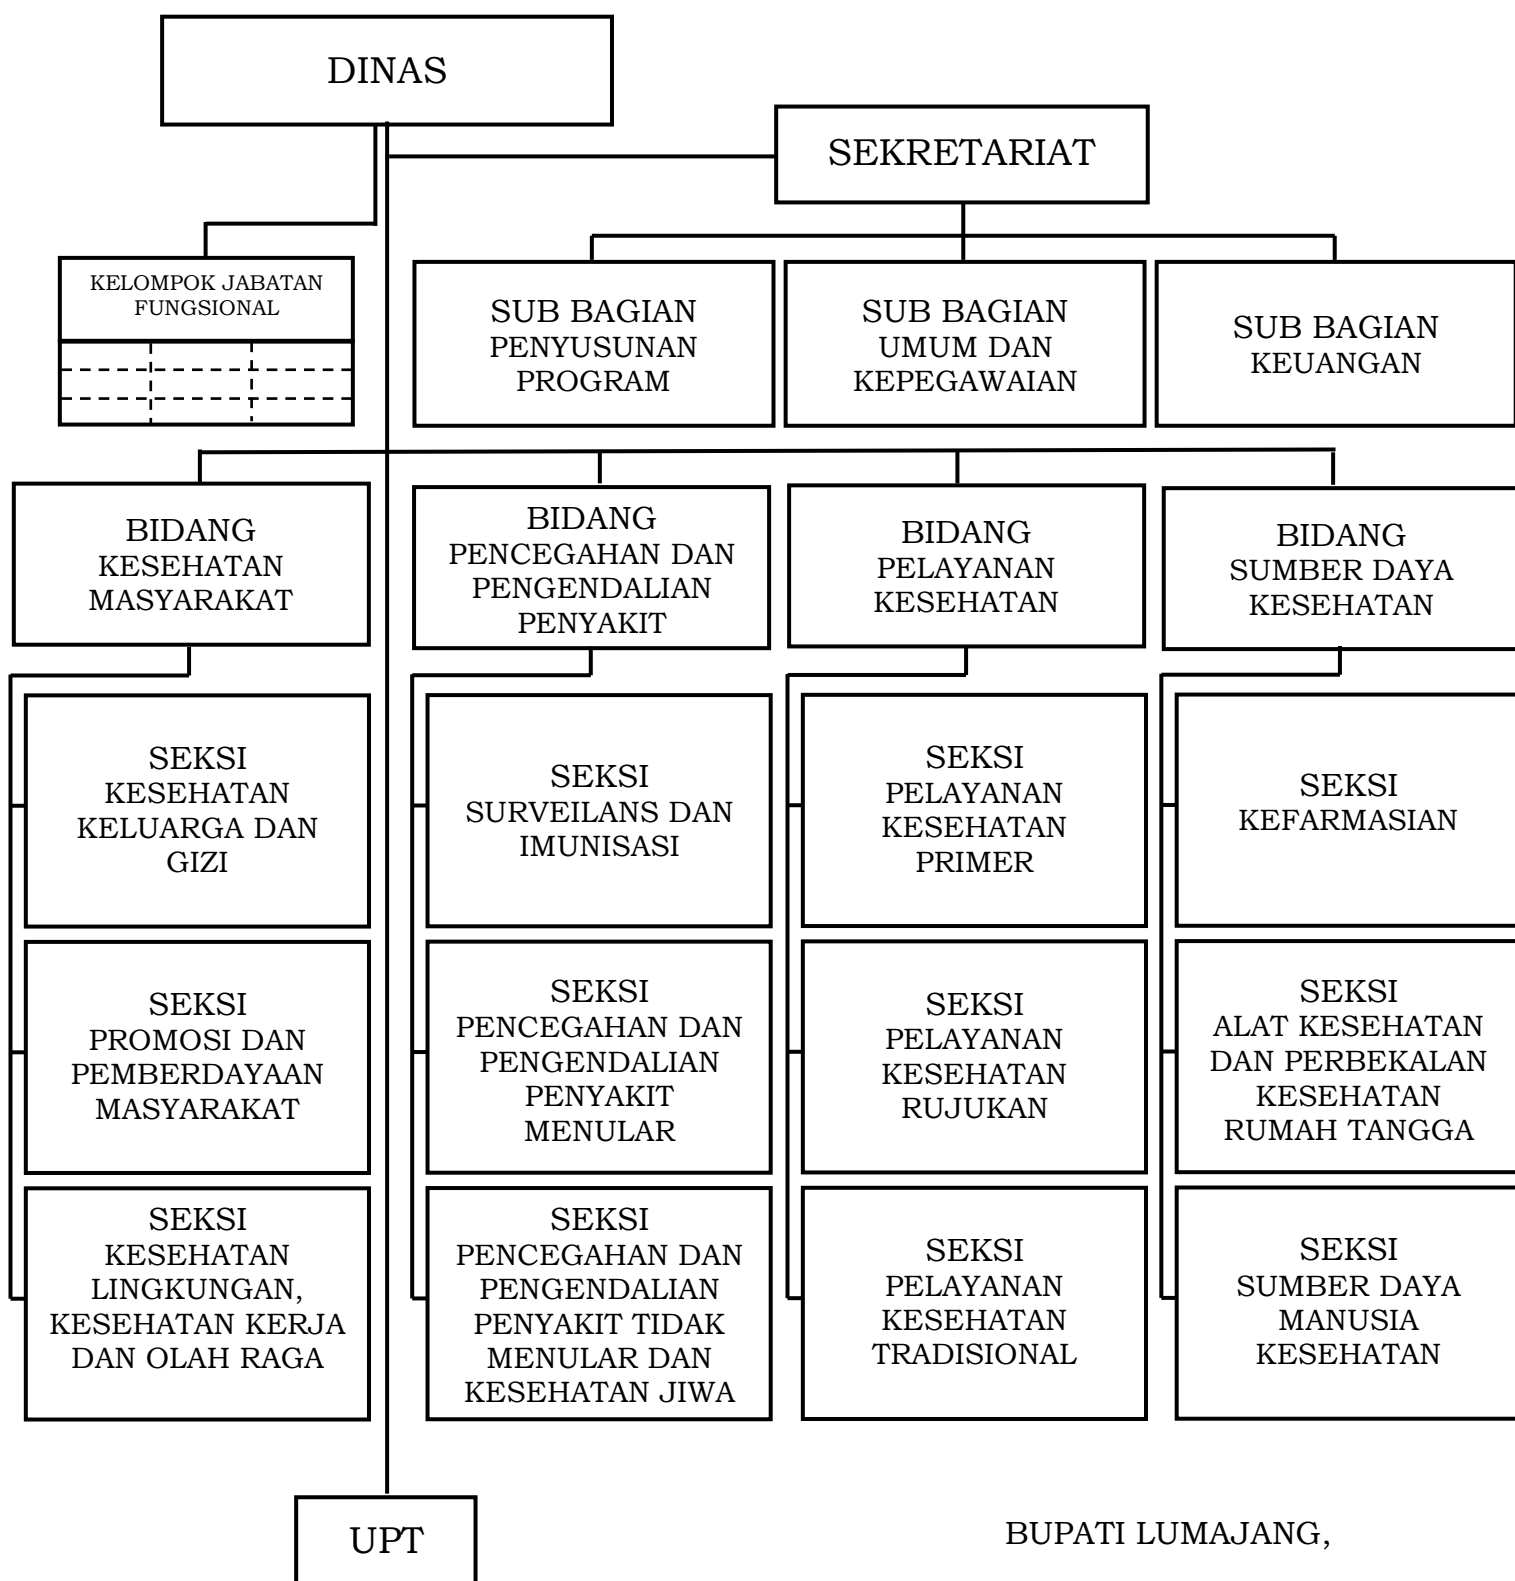 DINAS
SEKRETARIAT
KELOMPOK JABATAN
FUNGSIONAL
SUB BAGIAN
PENYUSUNAN
PROGRAM
SUB BAGIAN
UMUM DAN
KEPEGAWAIAN
SUB BAGIAN
KEUANGAN
BIDANG
KESEHATAN
MASYARAKAT
BIDANG
PENCEGAHAN DAN
PENGENDALIAN
PENYAKIT
BIDANG
PELAYANAN
KESEHATAN
BIDANG
SUMBER DAYA
KESEHATAN
SEKSI
KESEHATAN
KELUARGA DAN
GIZI
SEKSI
SURVEILANS DAN
IMUNISASI
SEKSI
PELAYANAN
KESEHATAN
PRIMER
SEKSI
KEFARMASIAN
SEKSI
PROMOSI DAN
PEMBERDAYAAN
MASYARAKAT
SEKSI
PENCEGAHAN DAN
PENGENDALIAN
PENYAKIT
MENULAR
SEKSI
PELAYANAN
KESEHATAN
RUJUKAN
SEKSI
ALAT KESEHATAN
DAN PERBEKALAN
KESEHATAN
RUMAH TANGGA
SEKSI
KESEHATAN
LINGKUNGAN,
KESEHATAN KERJA
DAN OLAH RAGA
SEKSI
PENCEGAHAN DAN
PENGENDALIAN
PENYAKIT TIDAK
MENULAR DAN
KESEHATAN JIWA
SEKSI
PELAYANAN
KESEHATAN
TRADISIONAL
SEKSI
SUMBER DAYA
MANUSIA
KESEHATAN
UPT
BUPATI LUMAJANG,